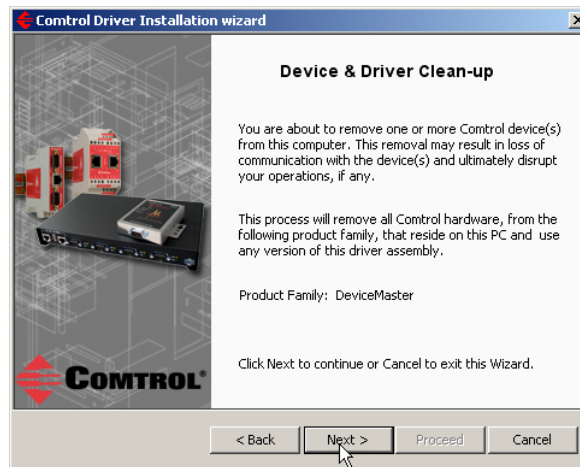 Comtrol Driver Installation wizard
Device & Driver Clean-up
You are about to remove one or more Comtrol device(s)
from this computer. This removal may result in loss of
communication with the device(s) and ultimately disrupt
your operations, if any.
This process will remove all Comtrol hardware, from the
following product family, that reside on this PC and use
any version of this driver assembly.
Product Family: DeviceMaster
Click Next to continue or Cancel to exit this Wizard.
COMTROL®
< Back
Next >
Proceed
Cancel